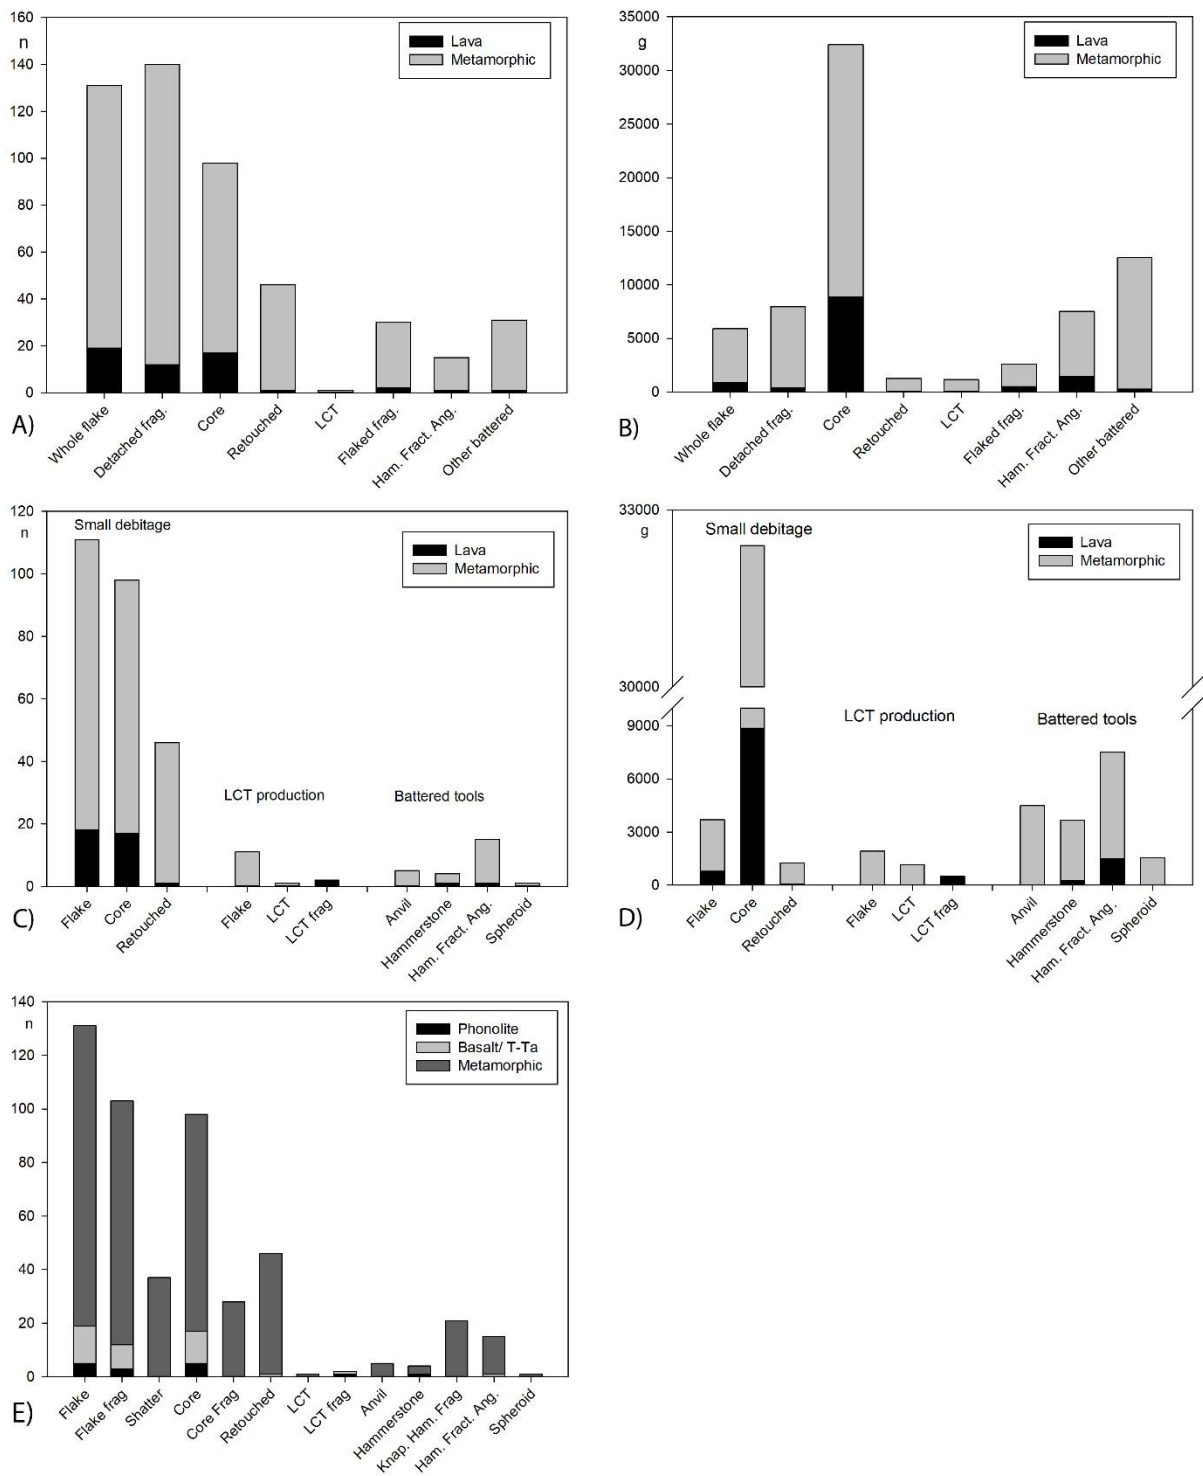 160
n
140
120
100
80
60
40
20
0
Lava
Metamorphic
Whole flake
Detached frag.
Core
Retouched
LCT
Flaked frag.
Ham. Fract. Ang.
Other battered
A)
35000
g
30000
25000
20000
15000
10000
5000
0
Lava
Metamorphic
Whole flake
Detached frag.
Core
Retouched
LCT
Flaked frag.
Ham. Fract. Ang.
Other battered
B)
120
n
100
80
60
40
20
0
Small debitage
Lava
Metamorphic
LCT production
Battered tools
Flake
Core
Retouched
Flake
LCT
LCT frag
Anvil
Hammerstone
Ham. Fract. Ang.
Spheroid
C)
33000
g
30000
9000
6000
3000
0
Small debitage
Lava
Metamorphic
LCT production
Battered tools
Flake
Core
Retouched
Flake
LCT
LCT frag
Anvil
Hammerstone
Ham. Fract. Ang.
Spheroid
D)
140
n
120
100
80
60
40
20
0
Phonolite
Basalt/ T-Ta
Metamorphic
Flake
Flake frag
Shatter
Core
Core Frag
Retouched
LCT
LCT frag
Anvil
Hammerstone
Knap. Ham. Frag
Ham. Fract. Ang.
Spheroid
E)